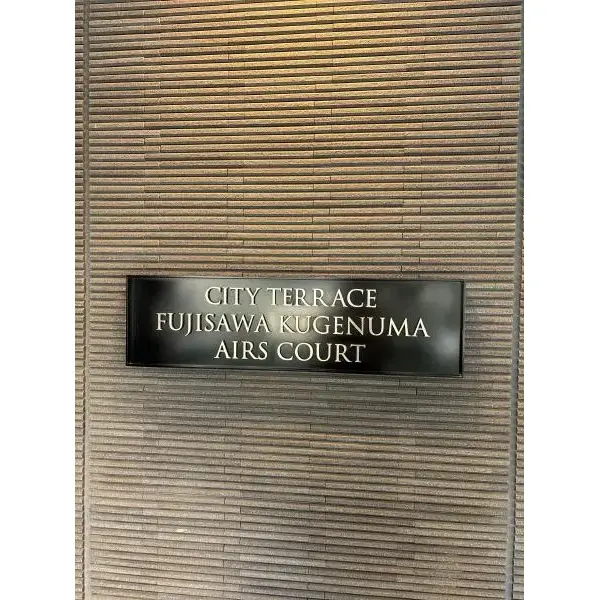 CITY TERRACE
FUJISAWA KUGENUMA
AIRS COURT